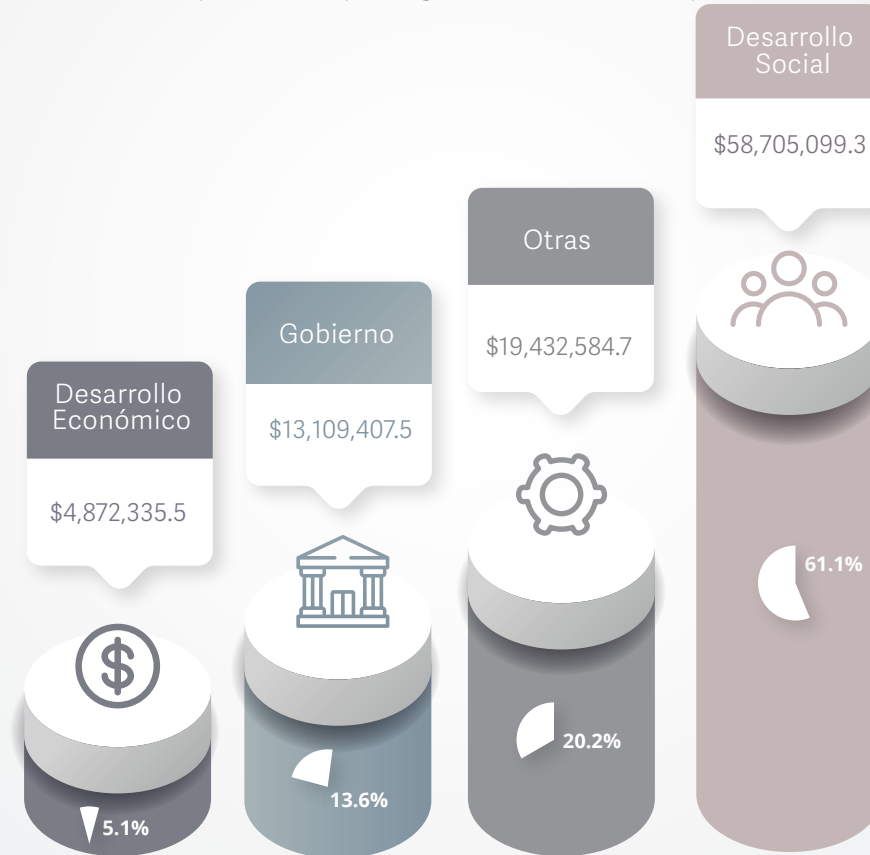 Desarrollo
Social
$58,705,099.3
Otras
$19,432,584.7
Gobierno
$13,109,407.5
Desarrollo
Económico
$4,872,335.5
61.1%
20.2%
13.6%
5.1%